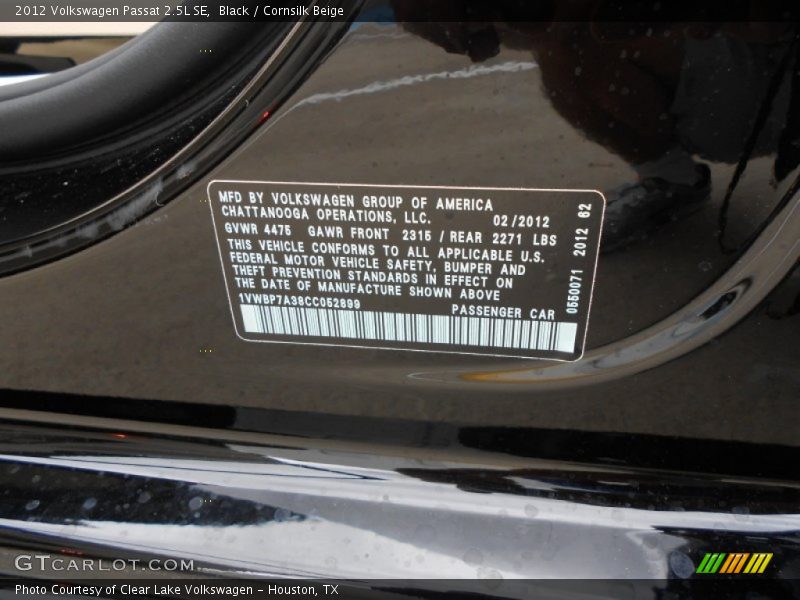 2012 Volkswagen Passat 2.5L SE,  Black / Cornsilk Beige
MFD BY VOLKSWAGEN GROUP OF AMERICA
CHATTANOOGA OPERATIONS, LLC.   02/2012
GVWR 4475   GAWR FRONT  2315 / REAR  2271  LBS
THIS VEHICLE CONFORMS TO ALL APPLICABLE U.S.
FEDERAL MOTOR VEHICLE SAFETY, BUMPER AND
THEFT PREVENTION STANDARDS IN EFFECT ON
THE DATE OF MANUFACTURE SHOWN ABOVE
1VWBP7A38CC052899   PASSENGER CAR
0550071  2012  62
GTCARLOT.COM
Photo Courtesy of Clear Lake Volkswagen - Houston, TX